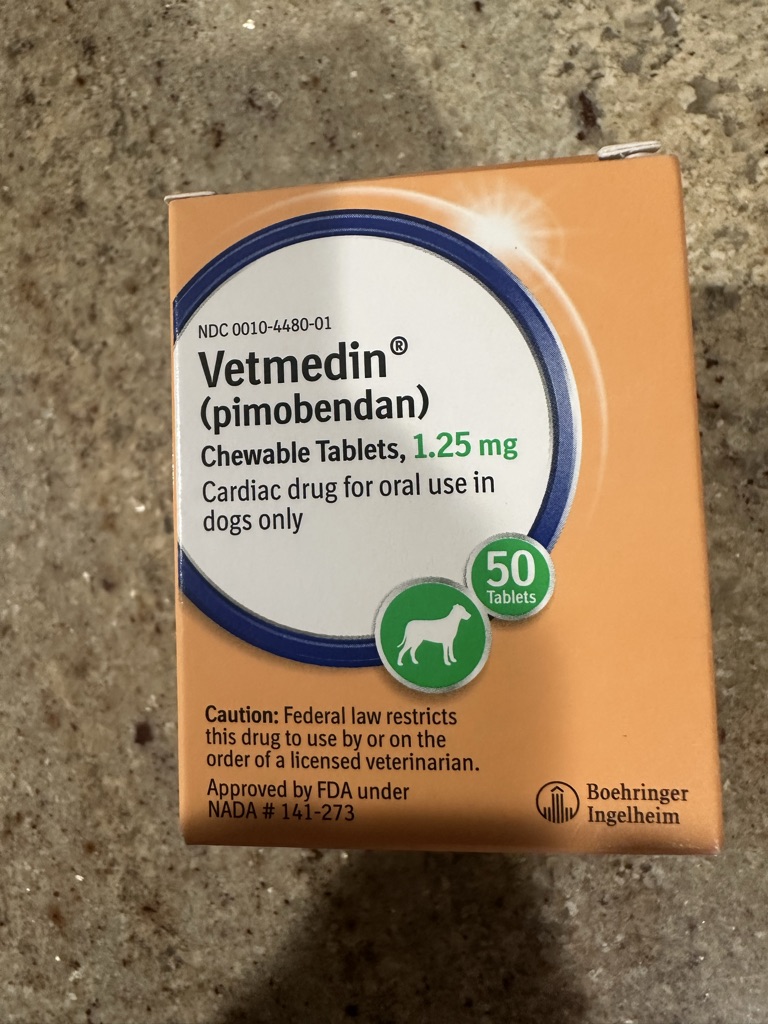 NDC 0010-4480-01
Vetmedin®
(pimobendan)
Chewable Tablets, 1.25 mg
Cardiac drug for oral use in
dogs only
50
Tablets
Caution: Federal law restricts
this drug to use by or on the
order of a licensed veterinarian.
Approved by FDA under
NADA # 141-273
Boehringer
Ingelheim